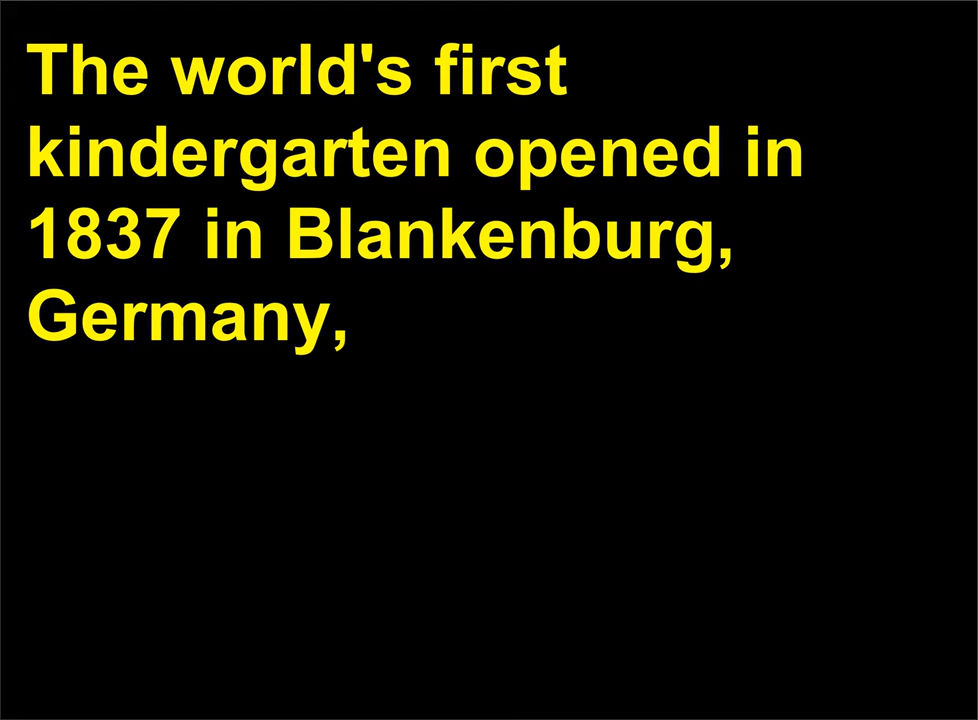 The world's first
kindergarten opened in
1837 in Blankenburg,
Germany,